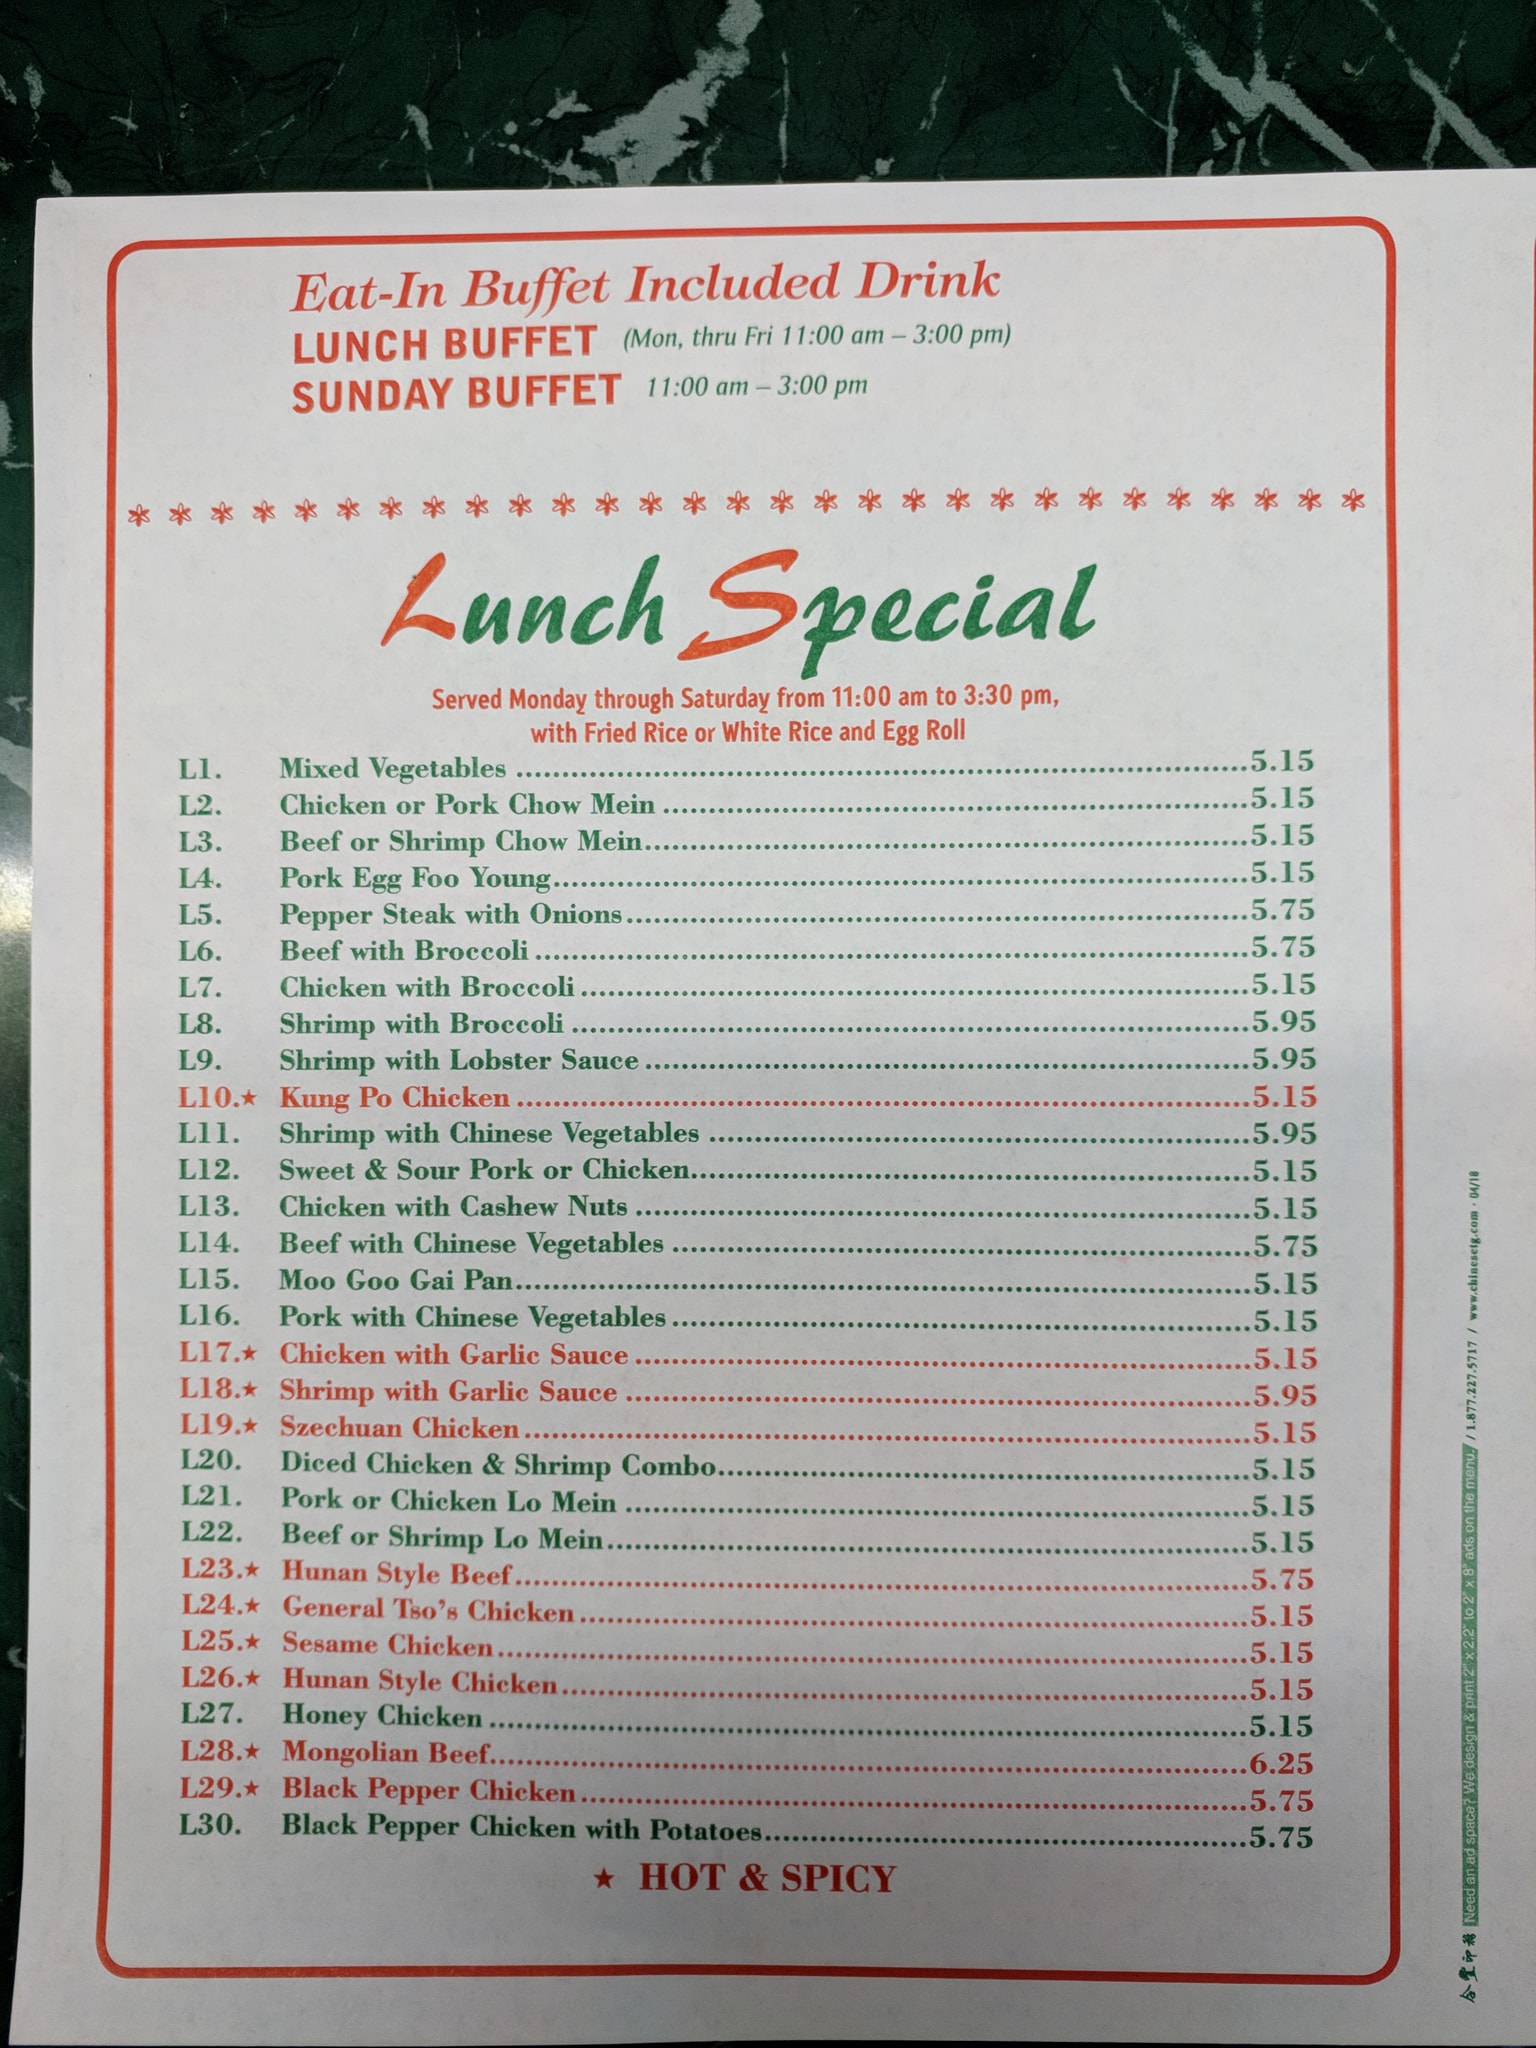 Eat-In Buffet Included Drink
LUNCH BUFFET (Mon, thru Fri 11:00 am – 3:00 pm)
SUNDAY BUFFET 11:00 am – 3:00 pm
Lunch Special
Served Monday through Saturday from 11:00 am to 3:30 pm,
with Fried Rice or White Rice and Egg Roll
L1. Mixed Vegetables 5.15
L2. Chicken or Pork Chow Mein 5.15
L3. Beef or Shrimp Chow Mein 5.15
L4. Pork Egg Foo Young 5.15
L5. Pepper Steak with Onions 5.75
L6. Beef with Broccoli 5.75
L7. Chicken with Broccoli 5.15
L8. Shrimp with Broccoli 5.95
L9. Shrimp with Lobster Sauce 5.95
L10.★ Kung Po Chicken 5.15
L11. Shrimp with Chinese Vegetables 5.95
L12. Sweet & Sour Pork or Chicken 5.15
L13. Chicken with Cashew Nuts 5.15
L14. Beef with Chinese Vegetables 5.75
L15. Moo Goo Gai Pan 5.15
L16. Pork with Chinese Vegetables 5.15
L17.★ Chicken with Garlic Sauce 5.15
L18.★ Shrimp with Garlic Sauce 5.95
L19.★ Szechuan Chicken 5.15
L20. Diced Chicken & Shrimp Combo 5.15
L21. Pork or Chicken Lo Mein 5.15
L22. Beef or Shrimp Lo Mein 5.15
L23.★ Hunan Style Beef 5.75
L24.★ General Tso's Chicken 5.15
L25.★ Sesame Chicken 5.15
L26.★ Hunan Style Chicken 5.15
L27. Honey Chicken 5.15
L28.★ Mongolian Beef 6.25
L29.★ Black Pepper Chicken 5.75
L30. Black Pepper Chicken with Potatoes 5.75
★ HOT & SPICY
Need an ad space? We design & print 2" x 2.2" to 2" x 8" ads on the menu. / 1.877.227.5717 / www.chinesetg.com · 04/18